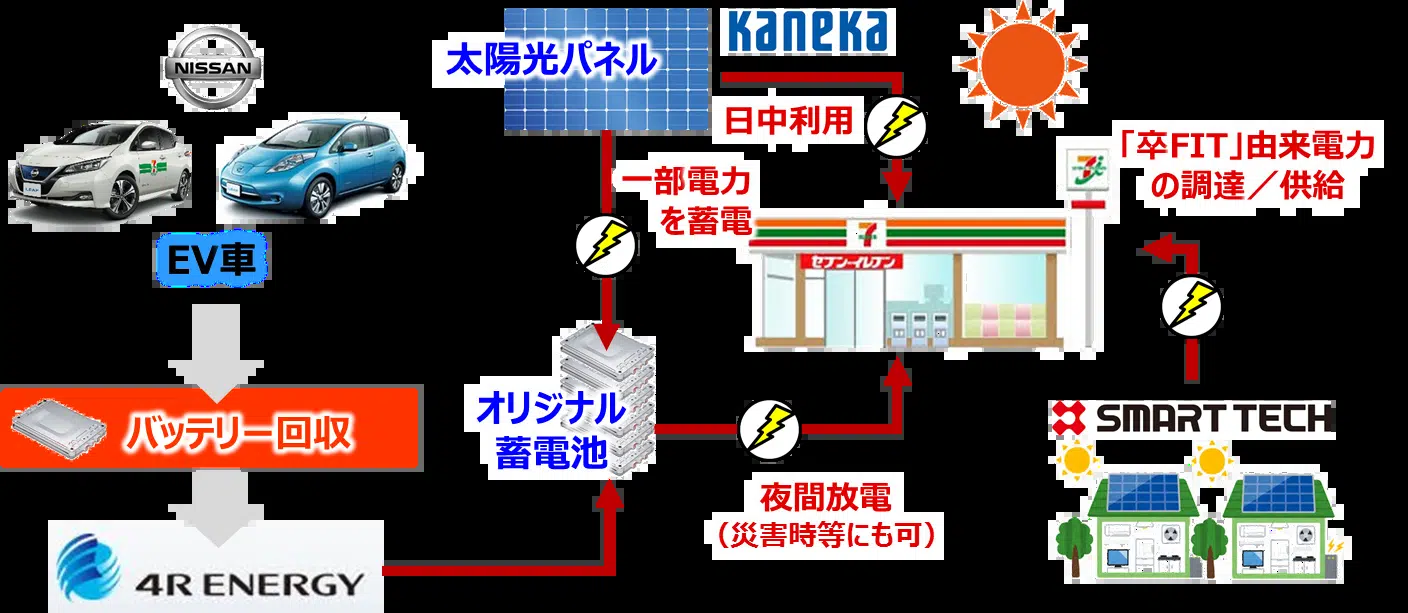 NISSAN
EV車
バッテリー回収
4R ENERGY
太陽光パネル
kaneka
日中利用
一部電力
を蓄電
オリジナル
蓄電池
夜間放電
（災害時等にも可）
7
セブン-イレブン
「卒FIT」由来電力
の調達／供給
SMART TECH